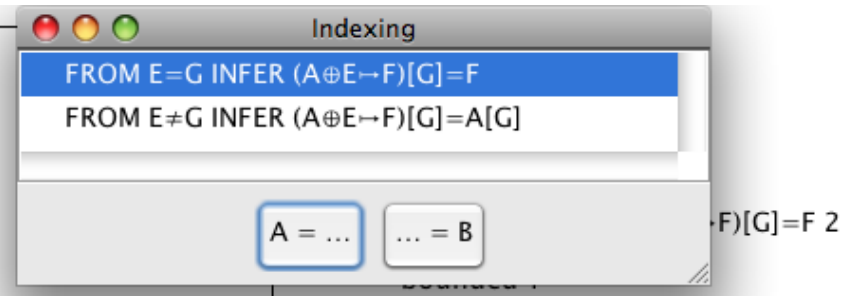 Indexing
FROM E=G INFER (A⊕E↦F)[G]=F
FROM E≠G INFER (A⊕E↦F)[G]=A[G]
A = ...
... = B
F)[G]=F 2